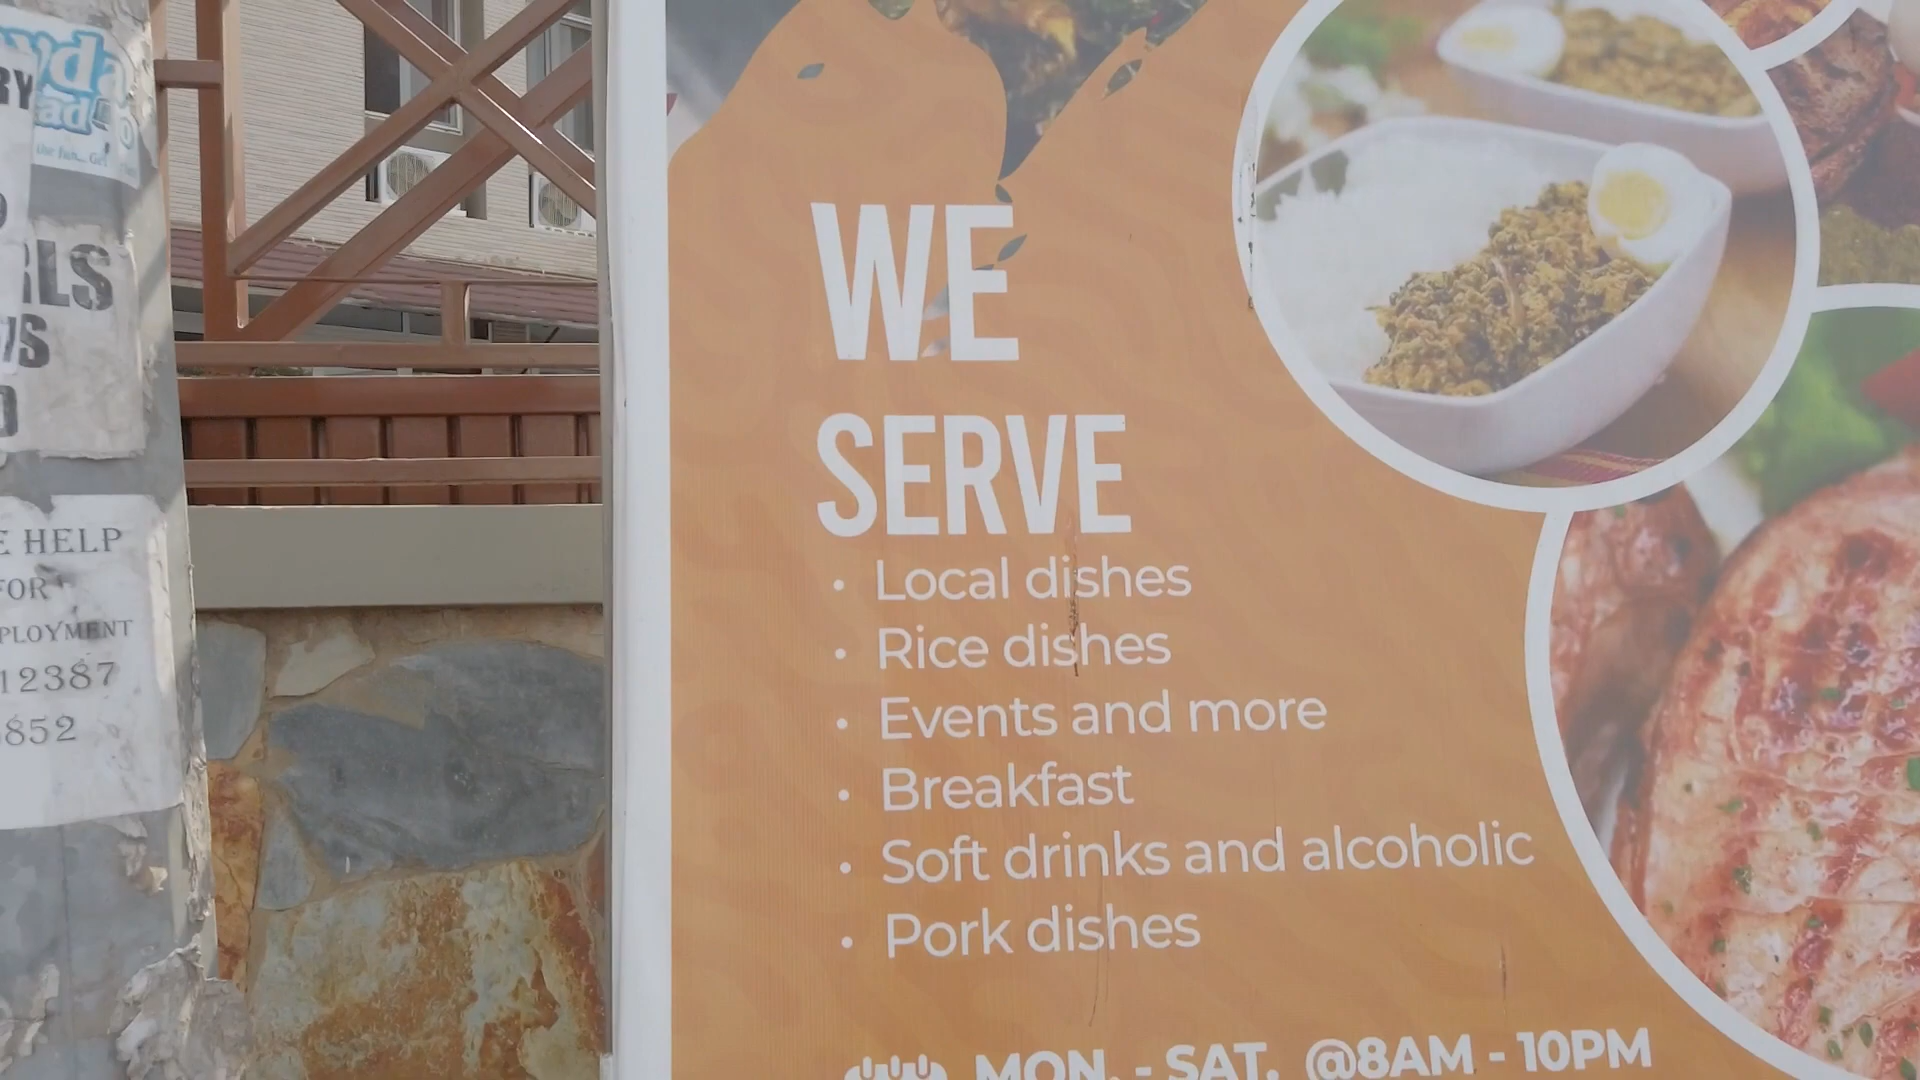 WE
SERVE
• Local dishes
• Rice dishes
• Events and more
• Breakfast
• Soft drinks and alcoholic
• Pork dishes
MON. - SAT. @8AM - 10PM
HELP
FOR
PLOYMENT
12387
852